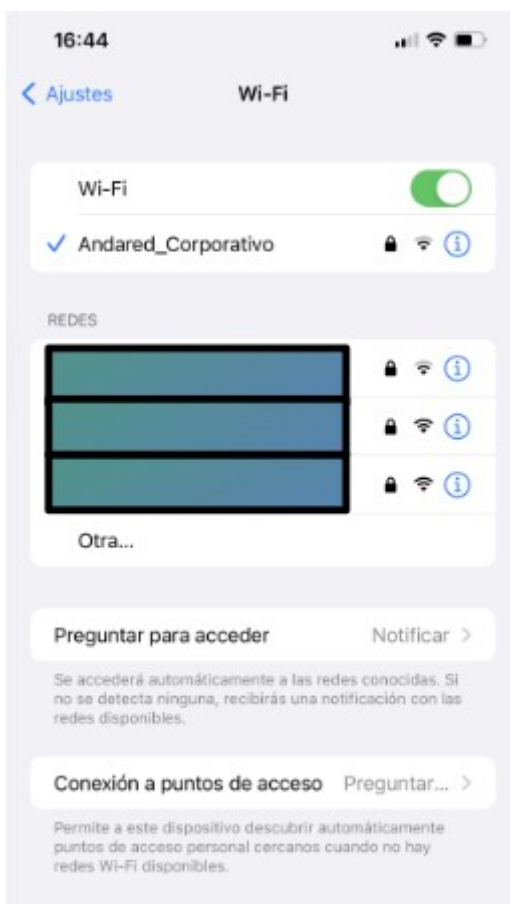 16:44
Ajustes
Wi-Fi
Wi-Fi
Andared_Corporativo
REDES
Otra...
Preguntar para acceder Notificar
Se accederá automáticamente a las redes conocidas. Si
no se detecta ninguna, recibirás una notificación con las
redes disponibles.
Conexión a puntos de acceso Preguntar...
Permite a este dispositivo descubrir automáticamente
puntos de acceso personal cercanos cuando no hay
redes Wi-Fi disponibles.